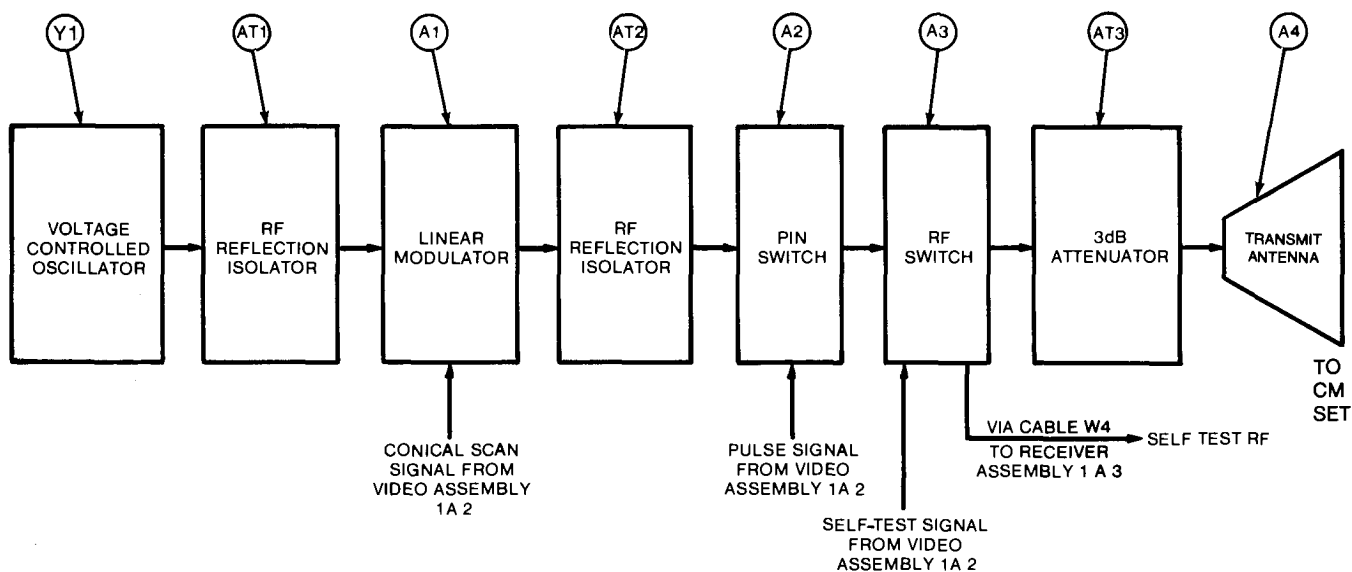 Y1
AT1
A1
AT2
A2
A3
AT3
A4
VOLTAGE
CONTROLLED
OSCILLATOR
RF
REFLECTION
ISOLATOR
LINEAR
MODULATOR
RF
REFLECTION
ISOLATOR
PIN
SWITCH
RF
SWITCH
3dB
ATTENUATOR
TRANSMIT
ANTENNA
TO
CM
SET
CONICAL SCAN
SIGNAL FROM
VIDEO ASSEMBLY
1A 2
PULSE SIGNAL
FROM VIDEO
ASSEMBLY 1A 2
VIA CABLE W4
TO RECEIVER
ASSEMBLY 1 A 3
SELF TEST RF
SELF-TEST SIGNAL
FROM VIDEO
ASSEMBLY 1A 2